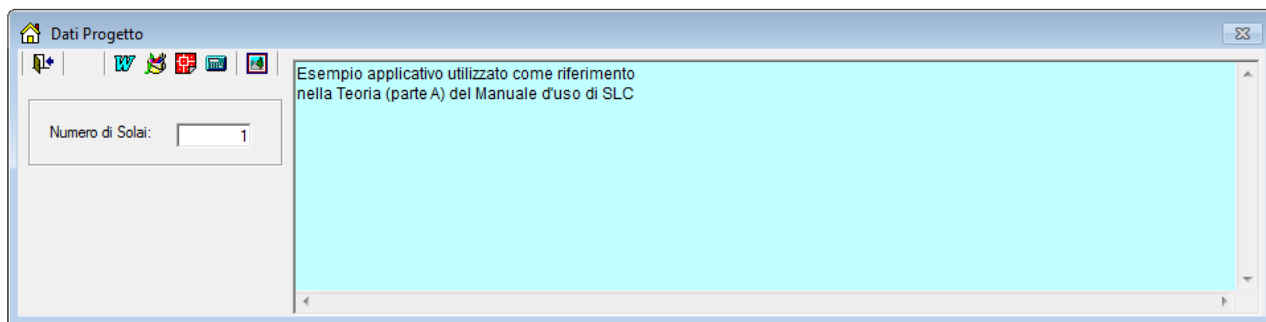 Dati Progetto
Esempio applicativo utilizzato come riferimento
nella Teoria (parte A) del Manuale d'uso di SLC
Numero di Solai: 1